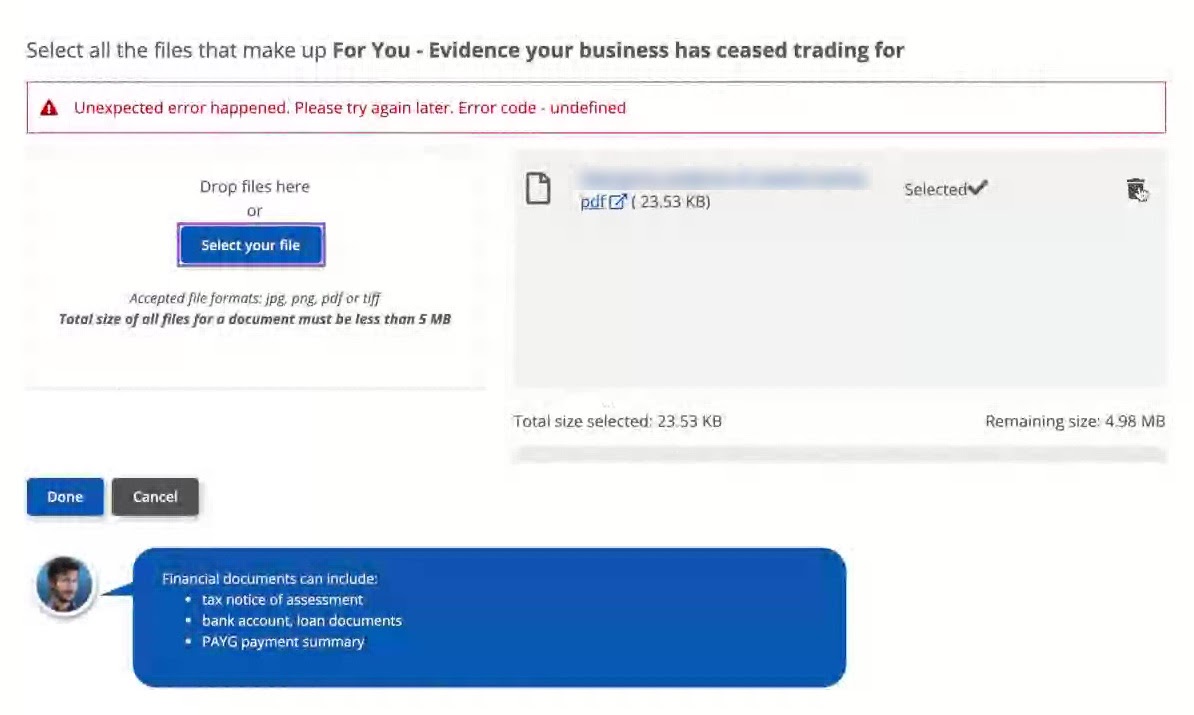 Select all the files that make up For You - Evidence your business has ceased trading for
Unexpected error happened. Please try again later. Error code - undefined
Drop files here
or
Select your file
Accepted file formats: jpg, png, pdf or tiff
Total size of all files for a document must be less than 5 MB
pdf ( 23.53 KB)
Selected
Total size selected: 23.53 KB
Remaining size: 4.98 MB
Done
Cancel
Financial documents can include:
• tax notice of assessment
• bank account, loan documents
• PAYG payment summary